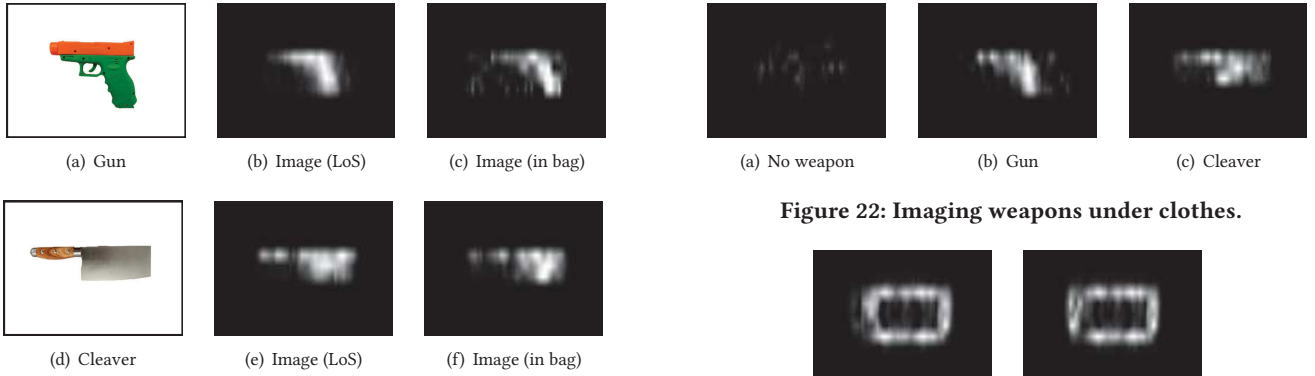 (a) Gun
(b) Image (LoS)
(c) Image (in bag)
(d) Cleaver
(e) Image (LoS)
(f) Image (in bag)
(a) No weapon
(b) Gun
(c) Cleaver
Figure 22: Imaging weapons under clothes.